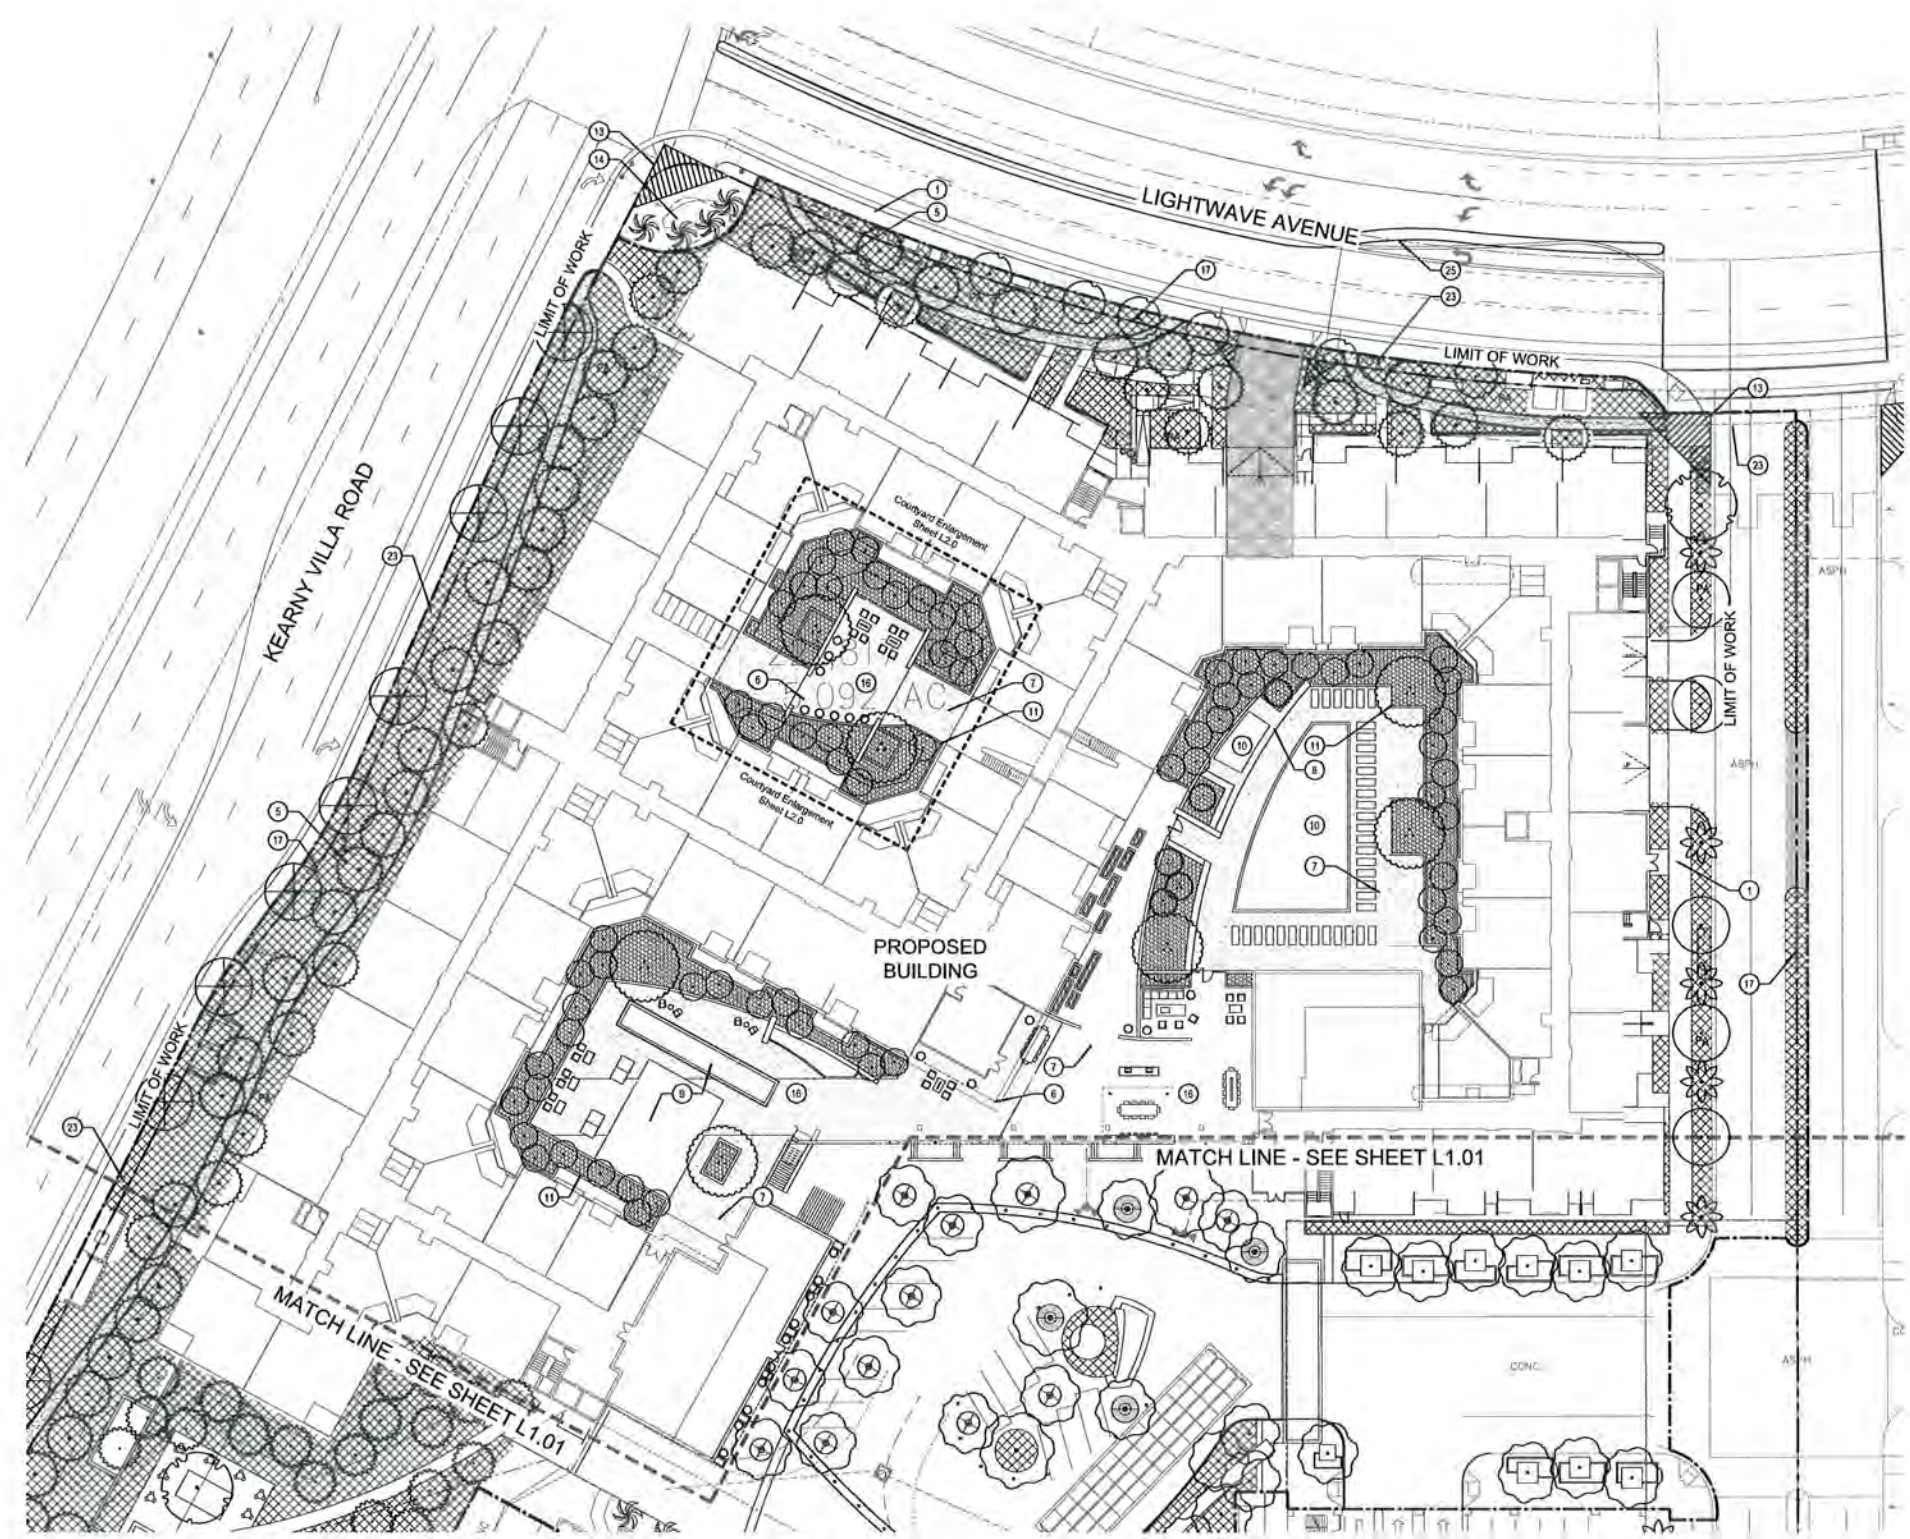 13
14
1
5
LIGHTWAVE AVENUE
17
25
23
LIMIT OF WORK
LIMIT OF WORK
13
23
Courtyard Enlargement
Sheet L2.0
KEARNY VILLA ROAD
23
ASPH
LIMIT OF WORK
6
16
7
092 AC
11
10
11
6
ASPH
Courtyard Enlargement
Sheet L2.0
5
17
10
7
1
PROPOSED
BUILDING
17
LIMIT OF WORK
7
9
16
6
16
23
MATCH LINE - SEE SHEET L1.01
11
7
MATCH LINE - SEE SHEET L1.01
CONC.
ASPH